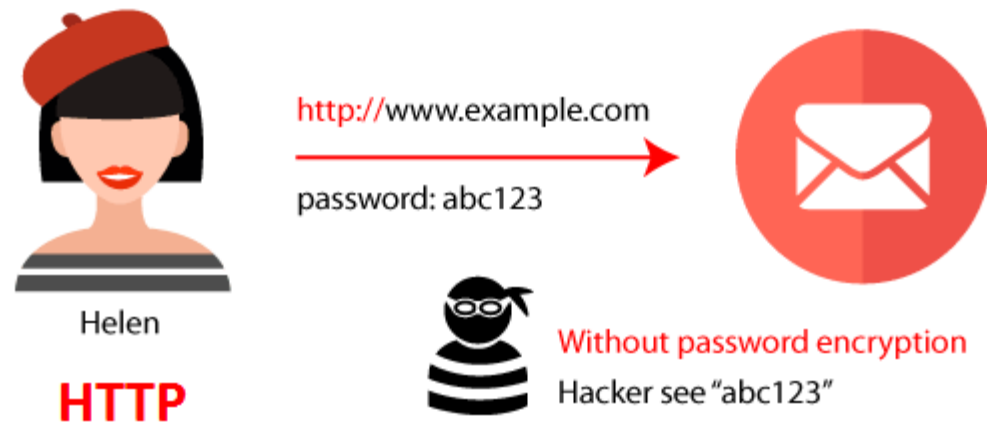 http://www.example.com
password: abc123
Helen
HTTP
Without password encryption
Hacker see “abc123”